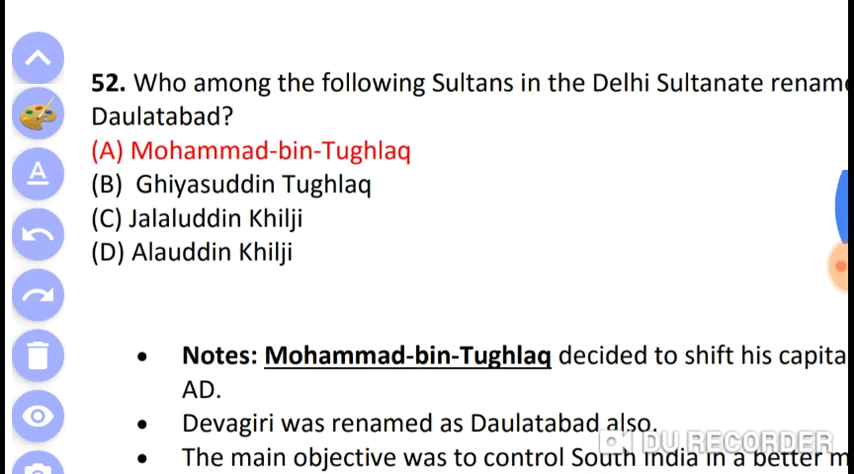 52. Who among the following Sultans in the Delhi Sultanate
Daulatabad?
(A) Mohammad-bin-Tughlaq
(B) Ghiyasuddin Tughlaq
(C) Jalaluddin Khilji
(D) Alauddin Khilji
• Notes: Mohammad-bin-Tughlaq decided to shift his
AD.
• Devagiri was renamed as Daulatabad also.
DU RECORDER
• The main objective was to control South India in a better
A